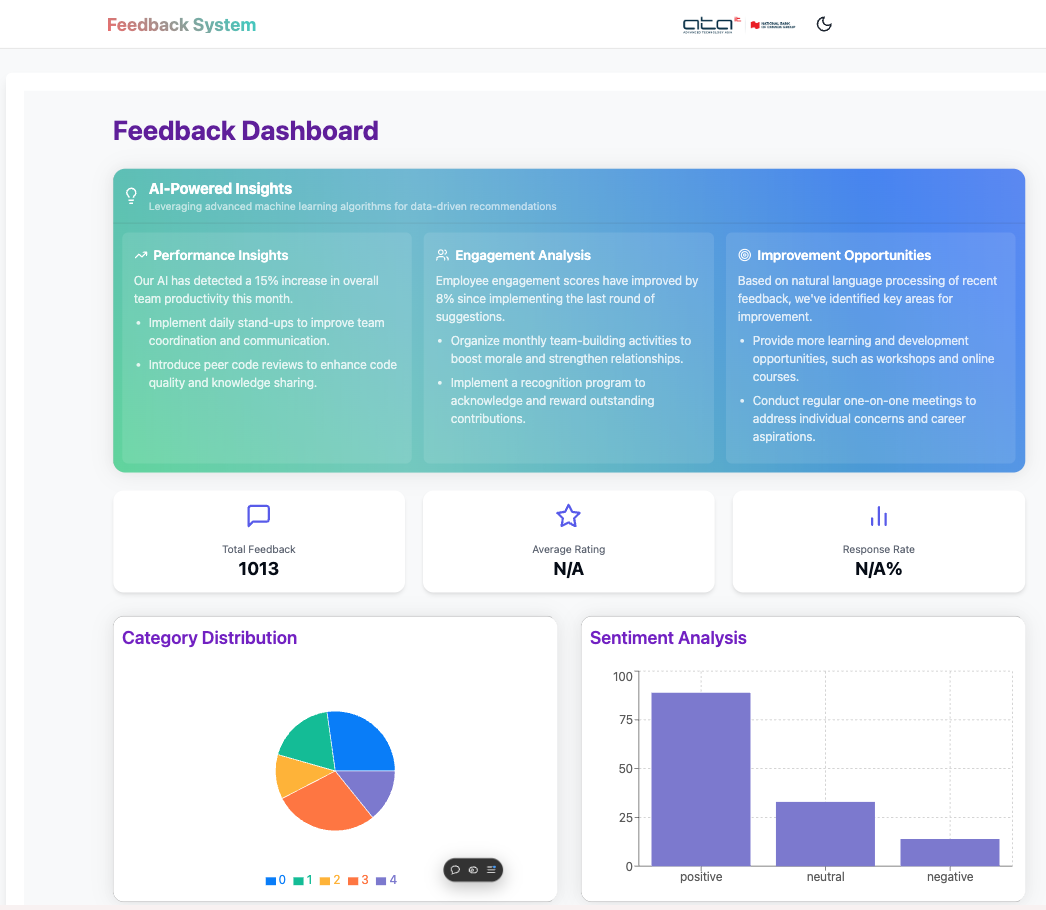 Feedback System
ata
ADVANCED TECHNOLOGY ASIA
NATIONAL BANK
OF CANADA GROUP
Feedback Dashboard
AI-Powered Insights
Leveraging advanced machine learning algorithms for data-driven recommendations
Performance Insights
Our AI has detected a 15% increase in overall
team productivity this month.
• Implement daily stand-ups to improve team
coordination and communication.
• Introduce peer code reviews to enhance code
quality and knowledge sharing.
Engagement Analysis
Employee engagement scores have improved by
8% since implementing the last round of
suggestions.
• Organize monthly team-building activities to
boost morale and strengthen relationships.
• Implement a recognition program to
acknowledge and reward outstanding
contributions.
Improvement Opportunities
Based on natural language processing of recent
feedback, we've identified key areas for
improvement.
• Provide more learning and development
opportunities, such as workshops and online
courses.
• Conduct regular one-on-one meetings to
address individual concerns and career
aspirations.
Total Feedback
1013
Average Rating
N/A
Response Rate
N/A%
Category Distribution
0 1 2 3 4
Sentiment Analysis
100
75
50
25
0
positive neutral negative